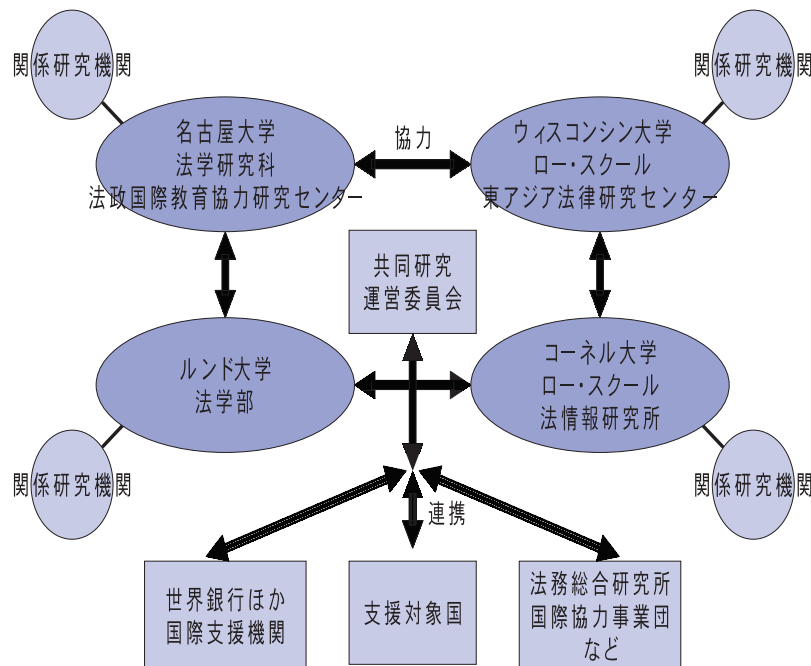 関係研究機関
関係研究機関
名古屋大学
法学研究科
法政国際教育協力研究センター
協力
ウィスコンシン大学
ロー・スクール
東アジア法律研究センター
共同研究
運営委員会
ルンド大学
法学部
コーネル大学
ロー・スクール
法情報研究所
関係研究機関
関係研究機関
連携
世界銀行ほか
国際支援機関
支援対象国
法務総合研究所
国際協力事業団
など